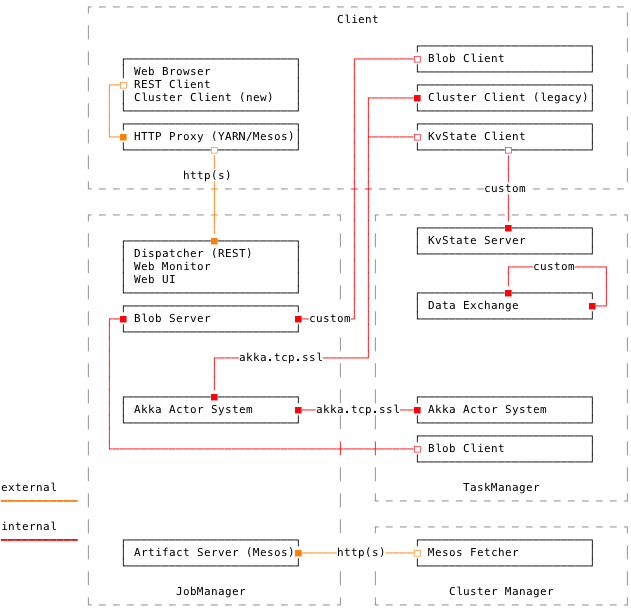 Client
Web Browser
REST Client
Cluster Client (new)
HTTP Proxy (YARN/Mesos)
Blob Client
Cluster Client (legacy)
KvState Client
http(s)
custom
Dispatcher (REST)
Web Monitor
Web UI
Blob Server
custom
akka.tcp.ssl
Akka Actor System
akka.tcp.ssl
KvState Server
custom
Data Exchange
Akka Actor System
Blob Client
TaskManager
external
internal
Artifact Server (Mesos)
http(s)
Mesos Fetcher
JobManager
Cluster Manager